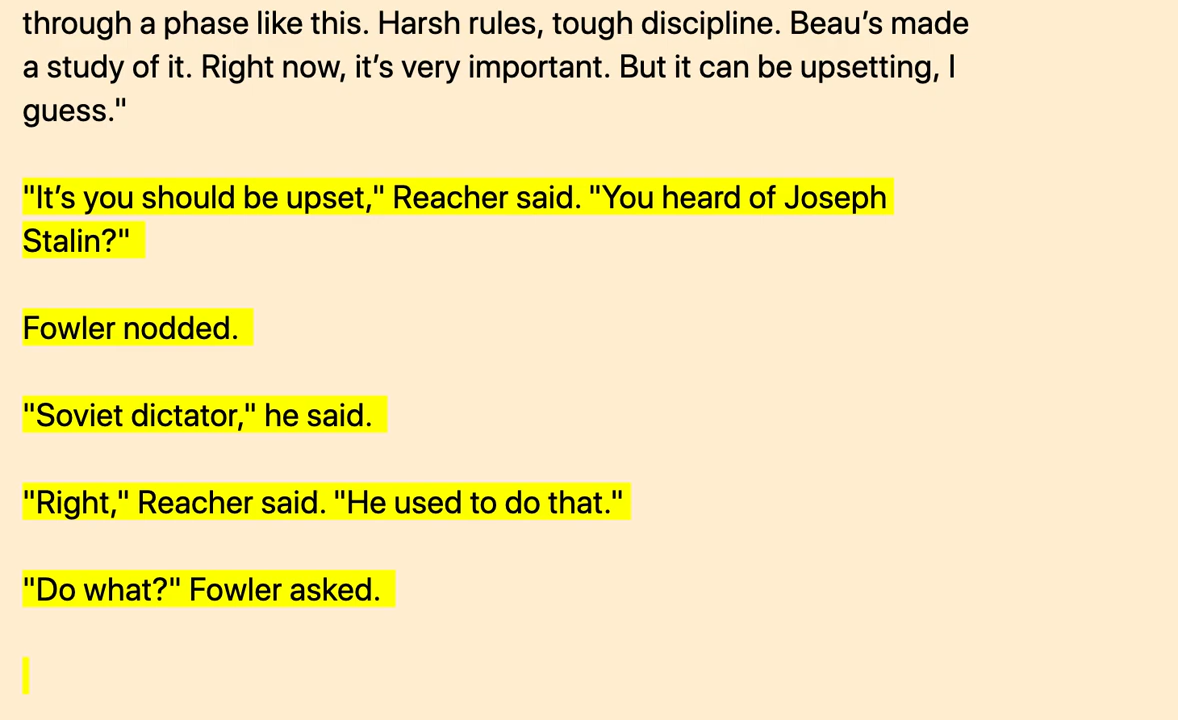 through a phase like this. Harsh rules, tough discipline. Beau’s made
a study of it. Right now, it’s very important. But it can be upsetting, I
guess."
"It’s you should be upset," Reacher said. "You heard of Joseph
Stalin?"
Fowler nodded.
"Soviet dictator," he said.
"Right," Reacher said. "He used to do that."
"Do what?" Fowler asked.